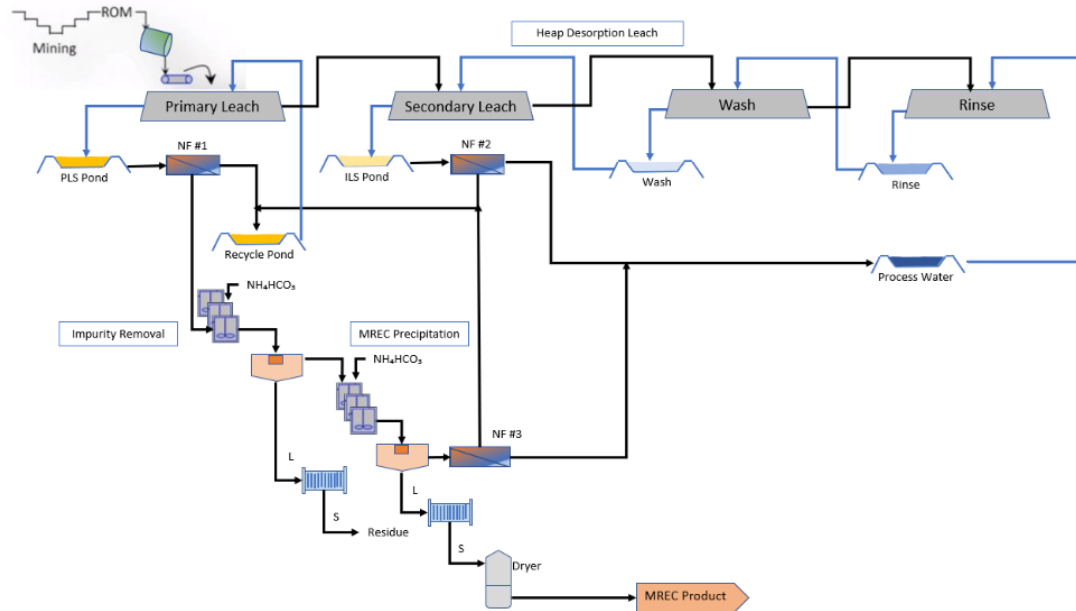 ROM
Mining
Heap Desorption Leach
Primary Leach
Secondary Leach
Wash
Rinse
NF #1
NF #2
PLS Pond
ILS Pond
Wash
Rinse
Recycle Pond
Process Water
NH₄HCO₃
Impurity Removal
MREC Precipitation
NH₄HCO₃
NF #3
L
L
S
Residue
S
Dryer
MREC Product